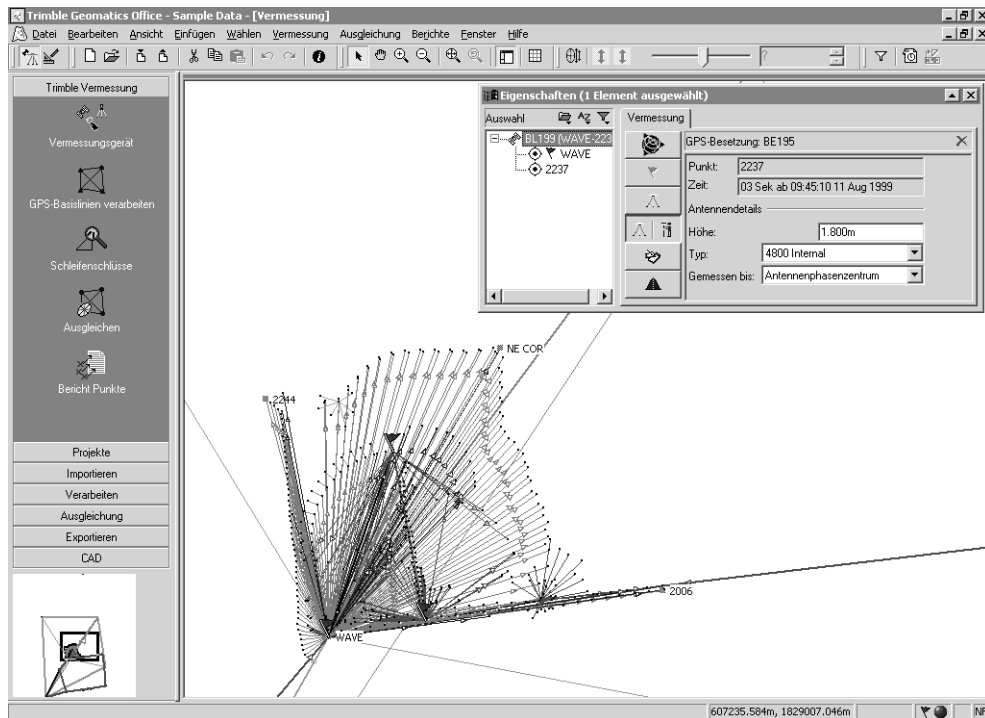 Trimble Geomatics Office - Sample Data - [Vermessung]
Datei Bearbeiten Ansicht Einfügen Wählen Vermessung Ausgleichung Berichte Fenster Hilfe
?
Trimble Vermessung
Vermessungsgerät
GPS-Basislinien verarbeiten
Schleifenschlüsse
Ausgleichen
Bericht Punkte
Projekte
Importieren
Verarbeiten
Ausgleichung
Exportieren
CAD
Eigenschaften (1 Element ausgewählt)
Auswahl
BL199 (WAVE-223
WAVE
2237
Vermessung
GPS-Besetzung: BE195
Punkt: 2237
Zeit: 03 Sek ab 09:45:10 11 Aug 1999
Antennendetails
Höhe: 1.800m
Typ: 4800 Internal
Gemessen bis: Antennenphasenzentrum
NE COR
2244
2006
WAVE
607235.584m, 1829007.046m
NF